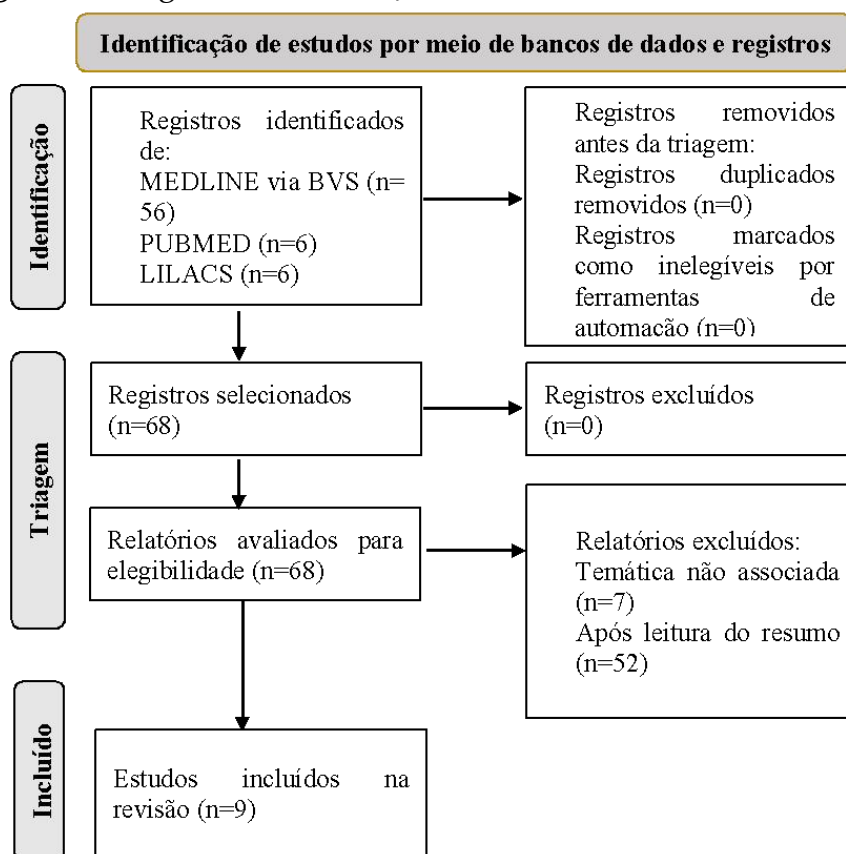 Identificação de estudos por meio de bancos de dados e registros
Identificação
Registros identificados
de:
MEDLINE via BVS (n=
56)
PUBMED (n=6)
LILACS (n=6)
Registros removidos
antes da triagem:
Registros duplicados
removidos (n=0)
Registros marcados
como inelegíveis por
ferramentas de
automação (n=0)
Triagem
Registros selecionados
(n=68)
Registros excluídos
(n=0)
Relatórios avaliados para
elegibilidade (n=68)
Relatórios excluídos:
Temática não associada
(n=7)
Após leitura do resumo
(n=52)
Incluído
Estudos incluídos na
revisão (n=9)